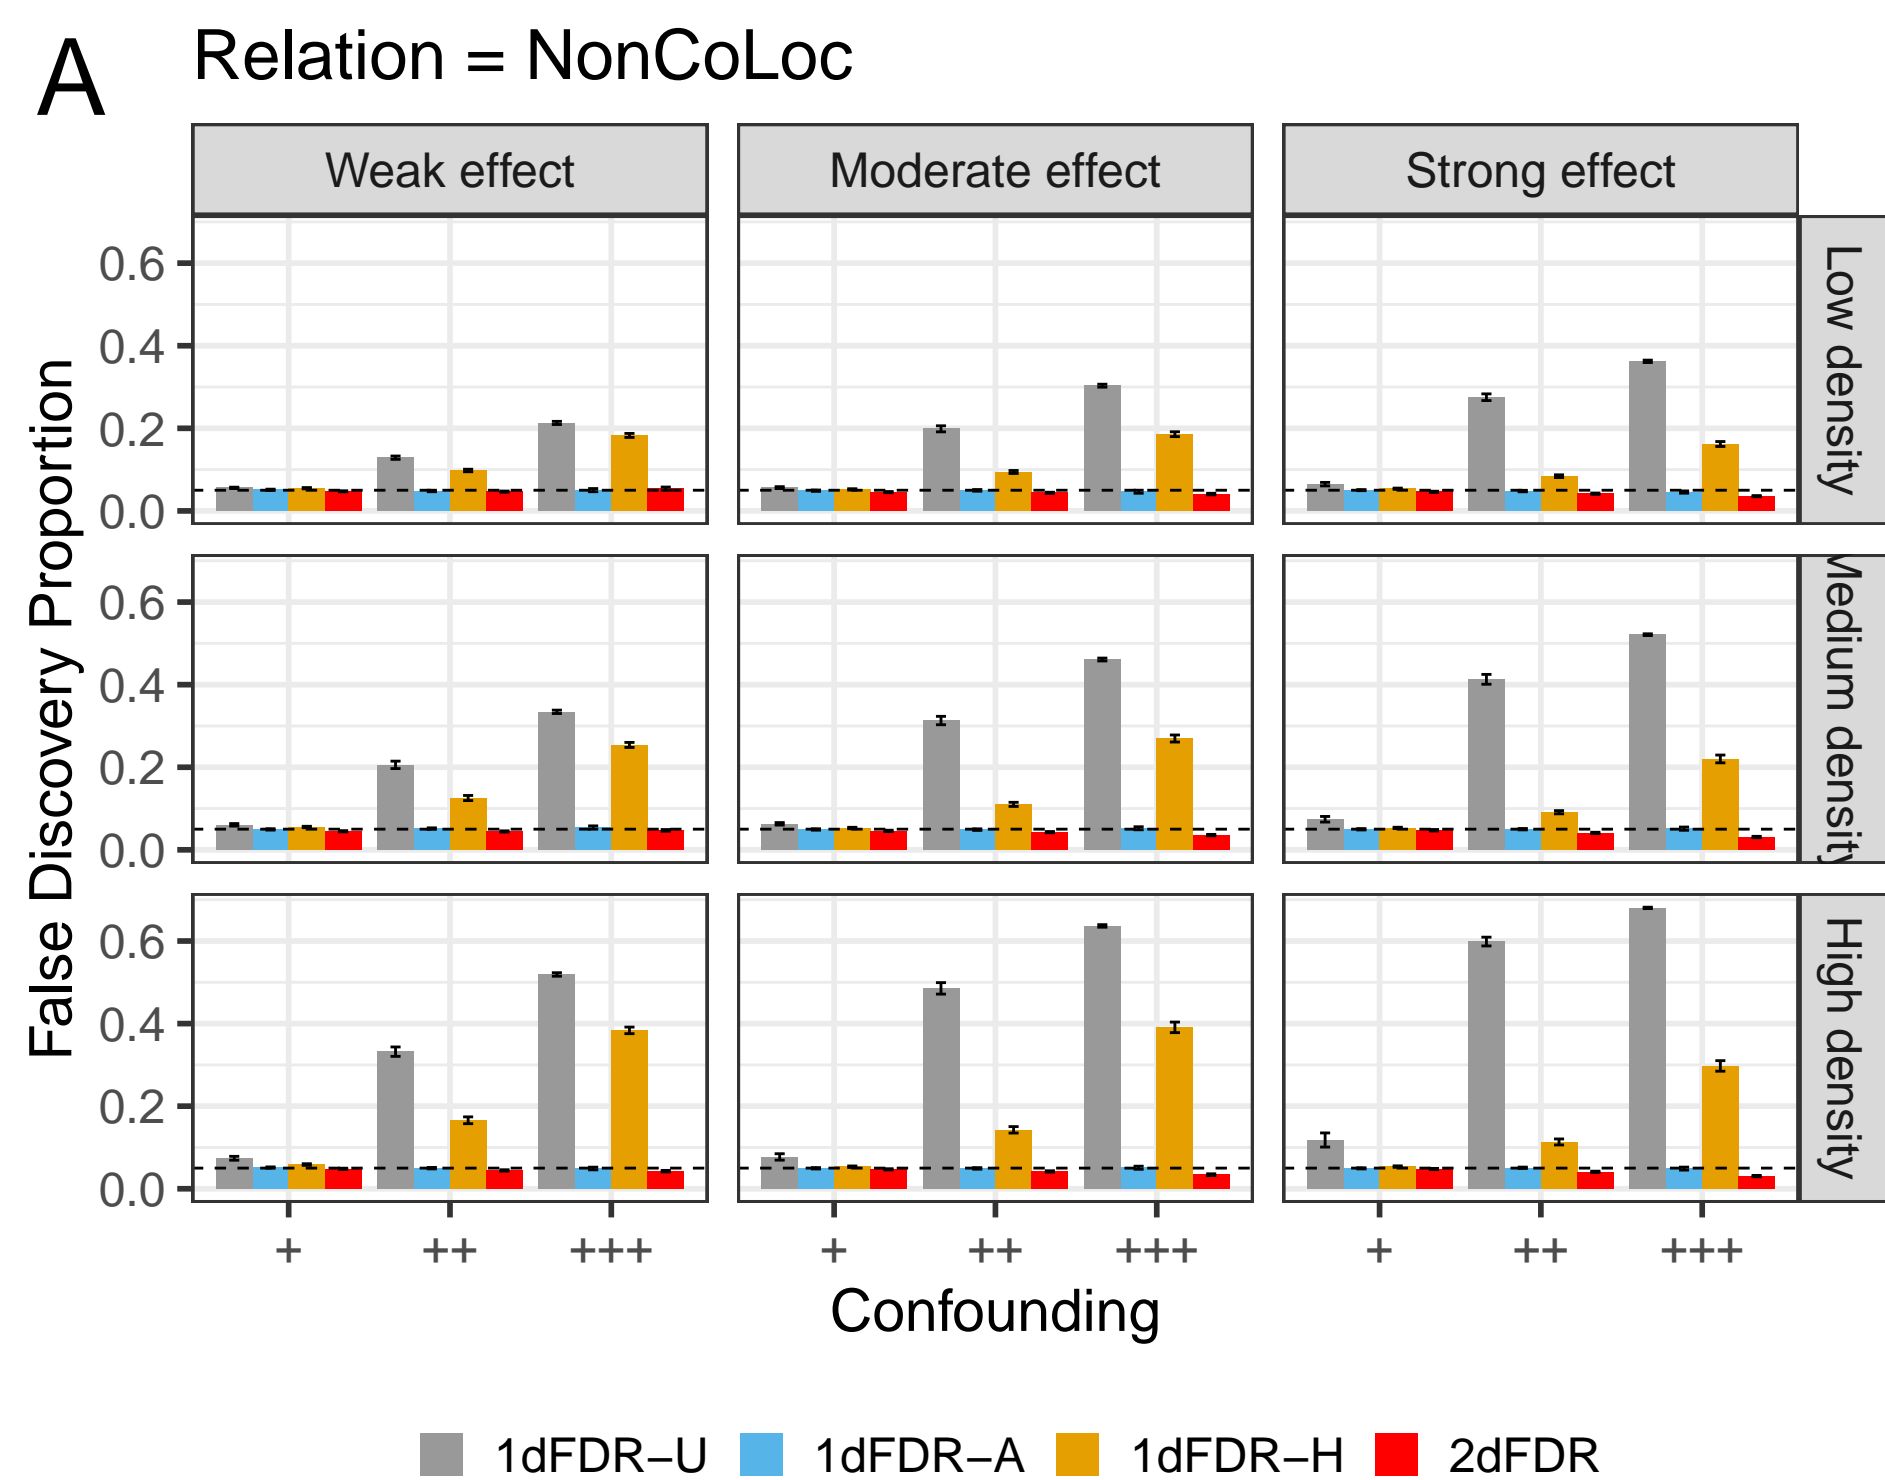 A
Relation = NonCoLoc
Weak effect
Moderate effect
Strong effect
False Discovery Proportion
0.6
0.4
0.2
0.0
Low density
0.6
0.4
0.2
0.0
Medium density
0.6
0.4
0.2
0.0
High density
+ ++ +++ + ++ +++ + ++ +++
Confounding
1dFDR−U 1dFDR−A 1dFDR−H 2dFDR